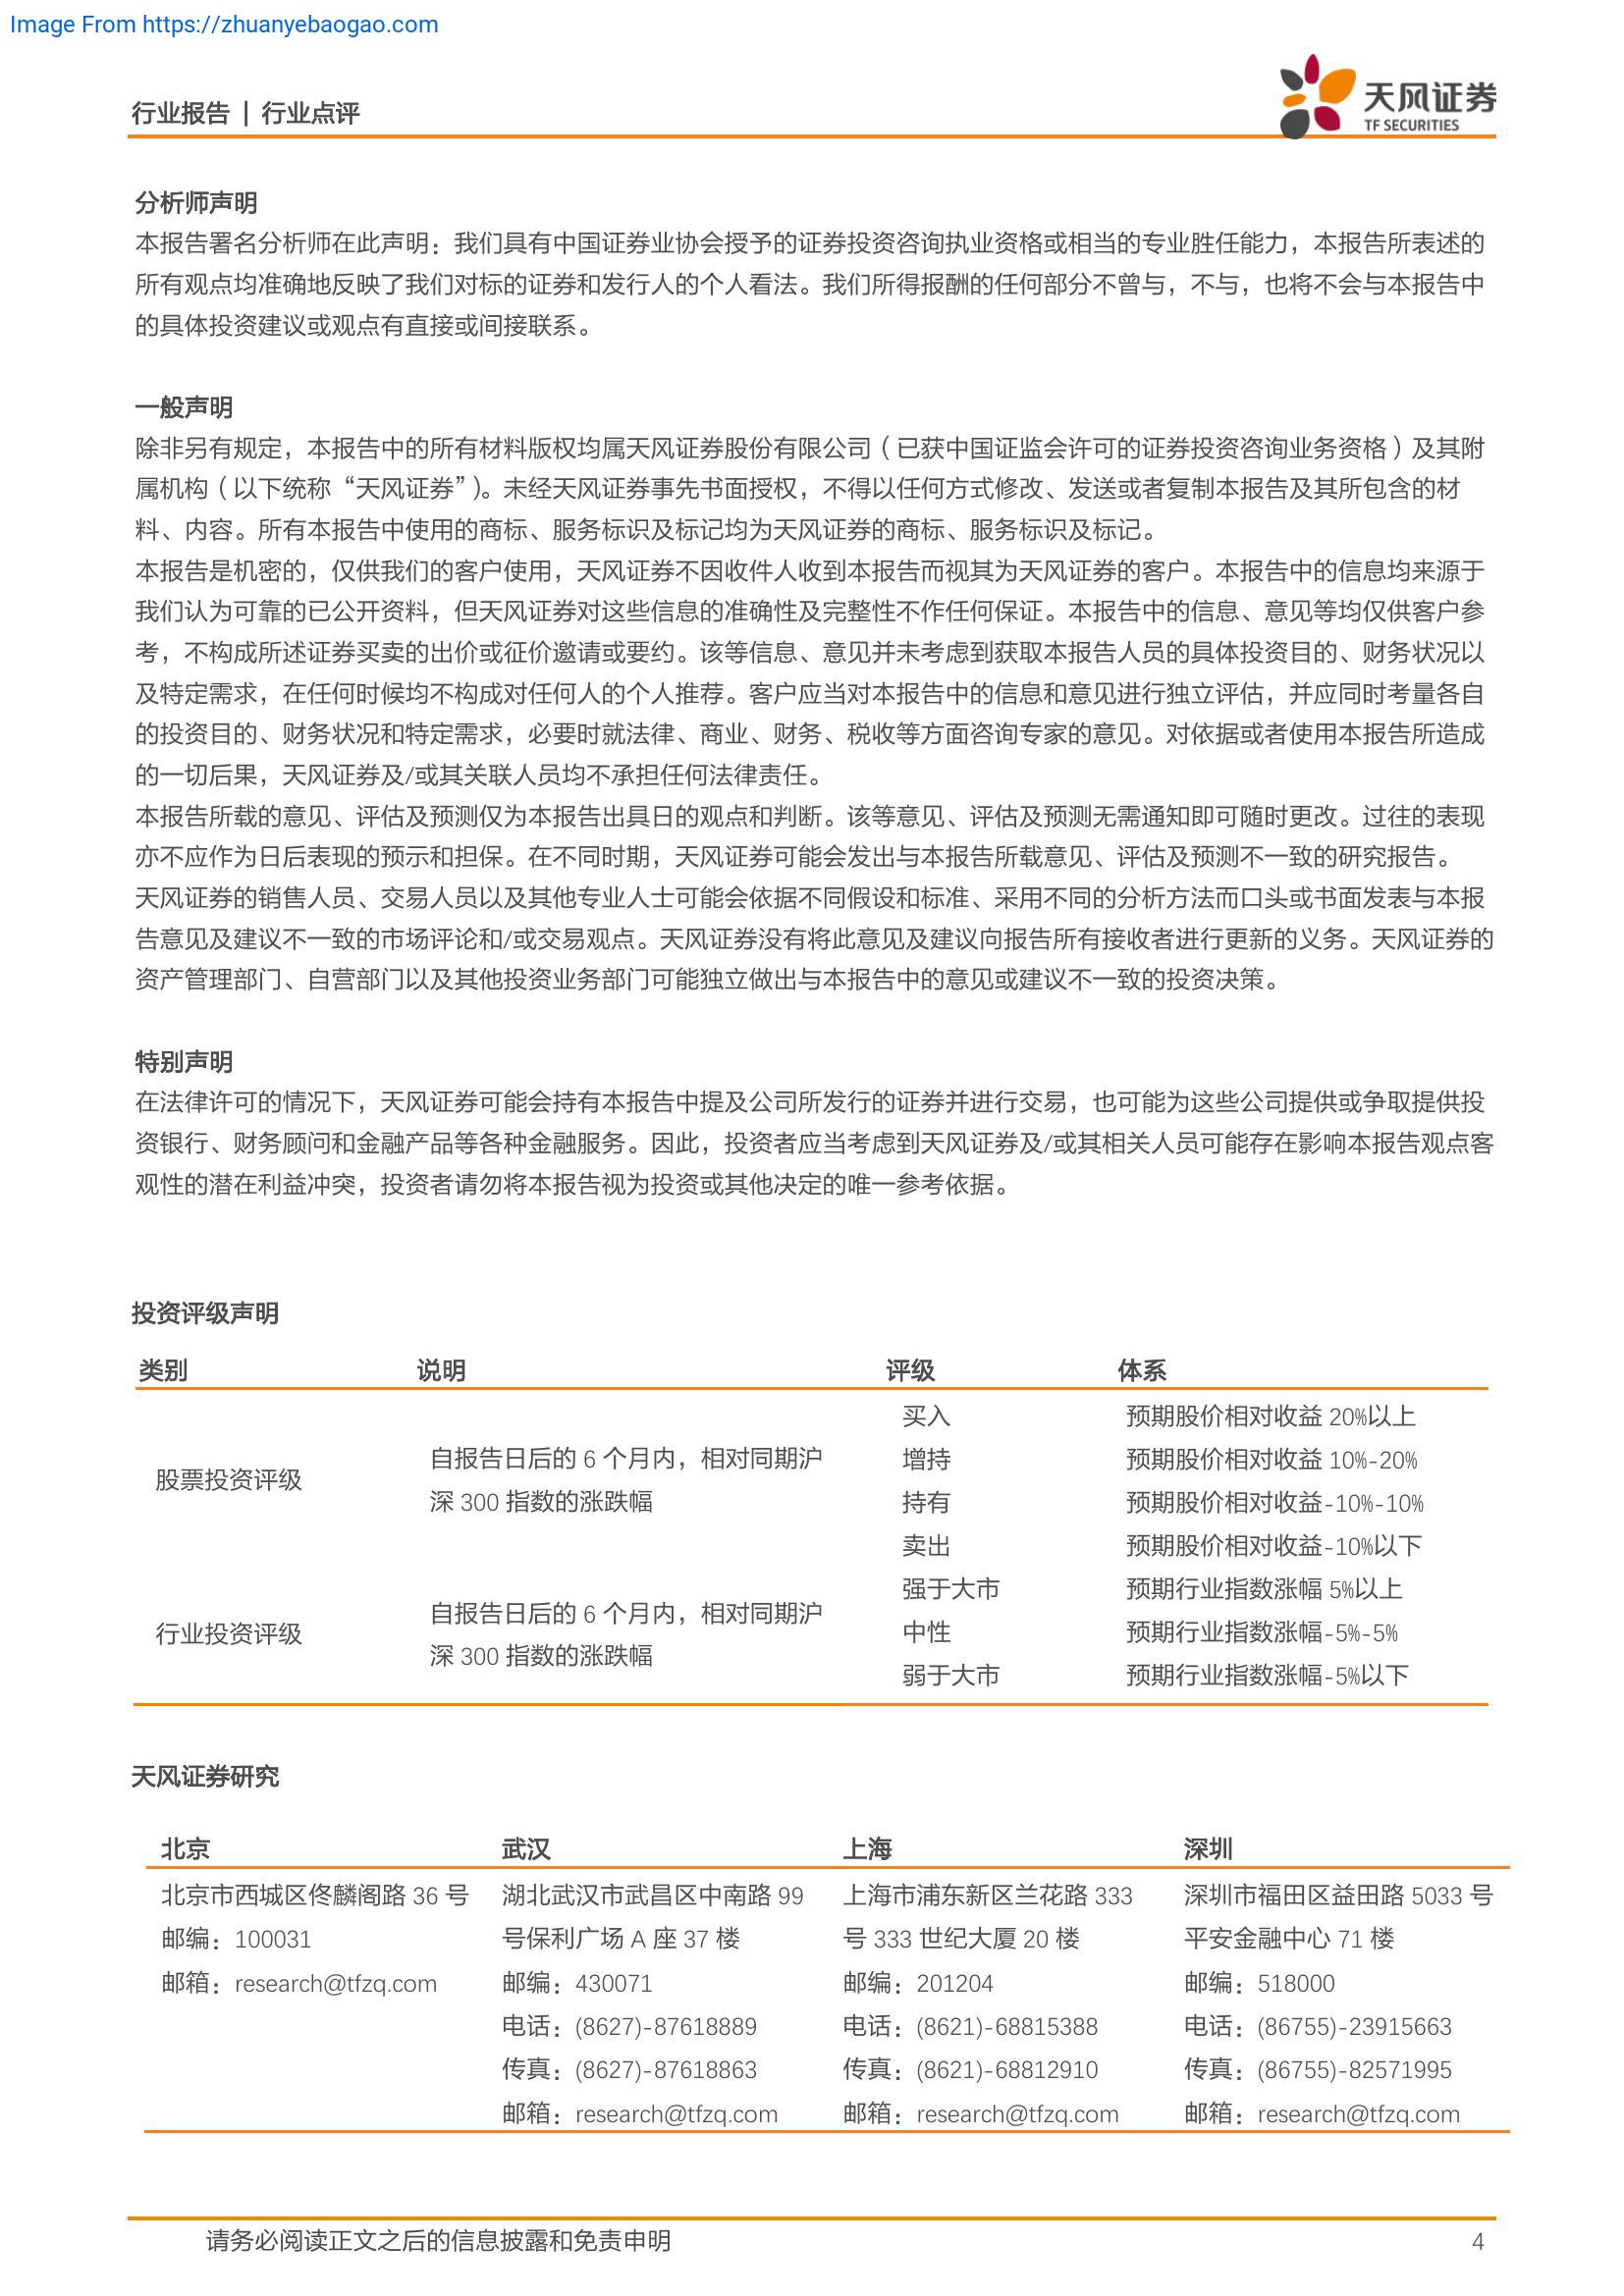 Image From https://zhuanyebaogao.com
行业报告 | 行业点评
天风证券
TF SECURITIES
分析师声明
本报告署名分析师在此声明：我们具有中国证券业协会授予的证券投资咨询执业资格或相当的专业胜任能力，本报告所表述的
所有观点均准确地反映了我们对标的证券和发行人的个人看法。我们所得报酬的任何部分不曾与，不与，也将不会与本报告中
的具体投资建议或观点有直接或间接联系。
一般声明
除非另有规定，本报告中的所有材料版权均属天风证券股份有限公司（已获中国证监会许可的证券投资咨询业务资格）及其附
属机构（以下统称“天风证券”）。未经天风证券事先书面授权，不得以任何方式修改、发送或者复制本报告及其所包含的材
料、内容。所有本报告中使用的商标、服务标识及标记均为天风证券的商标、服务标识及标记。
本报告是机密的，仅供我们的客户使用，天风证券不因收件人收到本报告而视其为天风证券的客户。本报告中的信息均来源于
我们认为可靠的已公开资料，但天风证券对这些信息的准确性及完整性不作任何保证。本报告中的信息、意见等均仅供客户参
考，不构成所述证券买卖的出价或征价邀请或要约。该等信息、意见并未考虑到获取本报告人员的具体投资目的、财务状况以
及特定需求，在任何时候均不构成对任何人的个人推荐。客户应当对本报告中的信息和意见进行独立评估，并应同时考量各自
的投资目的、财务状况和特定需求，必要时就法律、商业、财务、税收等方面咨询专家的意见。对依据或者使用本报告所造成
的一切后果，天风证券及/或其关联人员均不承担任何法律责任。
本报告所载的意见、评估及预测仅为本报告出具日的观点和判断。该等意见、评估及预测无需通知即可随时更改。过往的表现
亦不应作为日后表现的预示和担保。在不同时期，天风证券可能会发出与本报告所载意见、评估及预测不一致的研究报告。
天风证券的销售人员、交易人员以及其他专业人士可能会依据不同假设和标准、采用不同的分析方法而口头或书面发表与本报
告意见及建议不一致的市场评论和/或交易观点。天风证券没有将此意见及建议向报告所有接收者进行更新的义务。天风证券的
资产管理部门、自营部门以及其他投资业务部门可能独立做出与本报告中的意见或建议不一致的投资决策。
特别声明
在法律许可的情况下，天风证券可能会持有本报告中提及公司所发行的证券并进行交易，也可能为这些公司提供或争取提供投
资银行、财务顾问和金融产品等各种金融服务。因此，投资者应当考虑到天风证券及/或其相关人员可能存在影响本报告观点客
观性的潜在利益冲突，投资者请勿将本报告视为投资或其他决定的唯一参考依据。
投资评级声明
类别 说明 评级 体系
股票投资评级
自报告日后的 6 个月内，相对同期沪
深 300 指数的涨跌幅
买入 预期股价相对收益 20%以上
增持 预期股价相对收益 10%-20%
持有 预期股价相对收益-10%-10%
卖出 预期股价相对收益-10%以下
行业投资评级
自报告日后的 6 个月内，相对同期沪
深 300 指数的涨跌幅
强于大市 预期行业指数涨幅 5%以上
中性 预期行业指数涨幅-5%-5%
弱于大市 预期行业指数涨幅-5%以下
天风证券研究
北京 武汉 上海 深圳
北京市西城区佟麟阁路 36 号
邮编：100031
邮箱：research@tfzq.com
湖北武汉市武昌区中南路 99
号保利广场 A 座 37 楼
邮编：430071
电话：(8627)-87618889
传真：(8627)-87618863
邮箱：research@tfzq.com
上海市浦东新区兰花路 333
号 333 世纪大厦 20 楼
邮编：201204
电话：(8621)-68815388
传真：(8621)-68812910
邮箱：research@tfzq.com
深圳市福田区益田路 5033 号
平安金融中心 71 楼
邮编：518000
电话：(86755)-23915663
传真：(86755)-82571995
邮箱：research@tfzq.com
请务必阅读正文之后的信息披露和免责申明 4